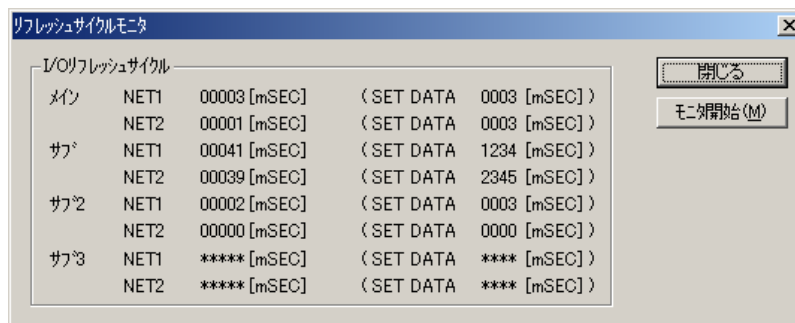 リフレッシュサイクルモニタ
I/Oリフレッシュサイクル
メイン NET1 00003 [mSEC] ( SET DATA 0003 [mSEC] )
NET2 00001 [mSEC] ( SET DATA 0003 [mSEC] )
サブ NET1 00041 [mSEC] ( SET DATA 1234 [mSEC] )
NET2 00039 [mSEC] ( SET DATA 2345 [mSEC] )
サブ2 NET1 00002 [mSEC] ( SET DATA 0003 [mSEC] )
NET2 00000 [mSEC] ( SET DATA 0000 [mSEC] )
サブ3 NET1 ***** [mSEC] ( SET DATA **** [mSEC] )
NET2 ***** [mSEC] ( SET DATA **** [mSEC] )
閉じる
モニタ開始(M)